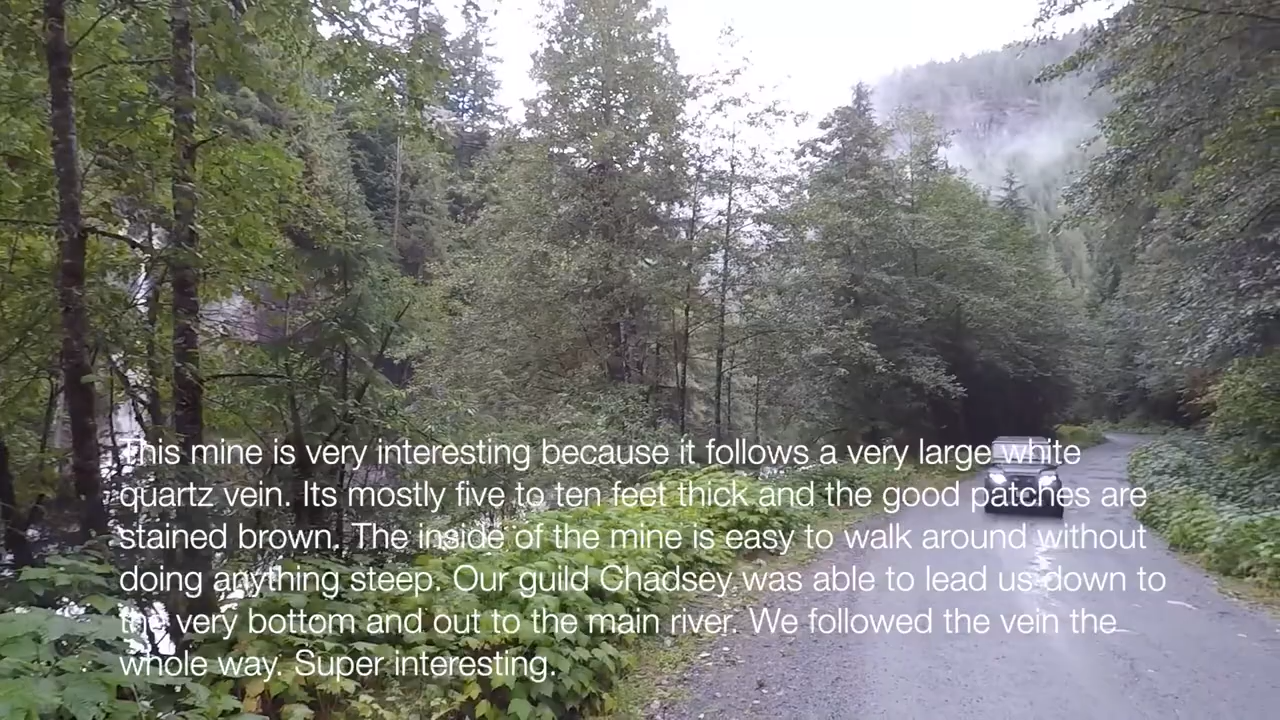 This mine is very interesting because it follows a very large white
quartz vein. Its mostly five to ten feet thick and the good patches are
stained brown. The inside of the mine is easy to walk around without
doing anything steep. Our guild Chadsey was able to lead us down to
the very bottom and out to the main river. We followed the vein the
whole way. Super interesting.